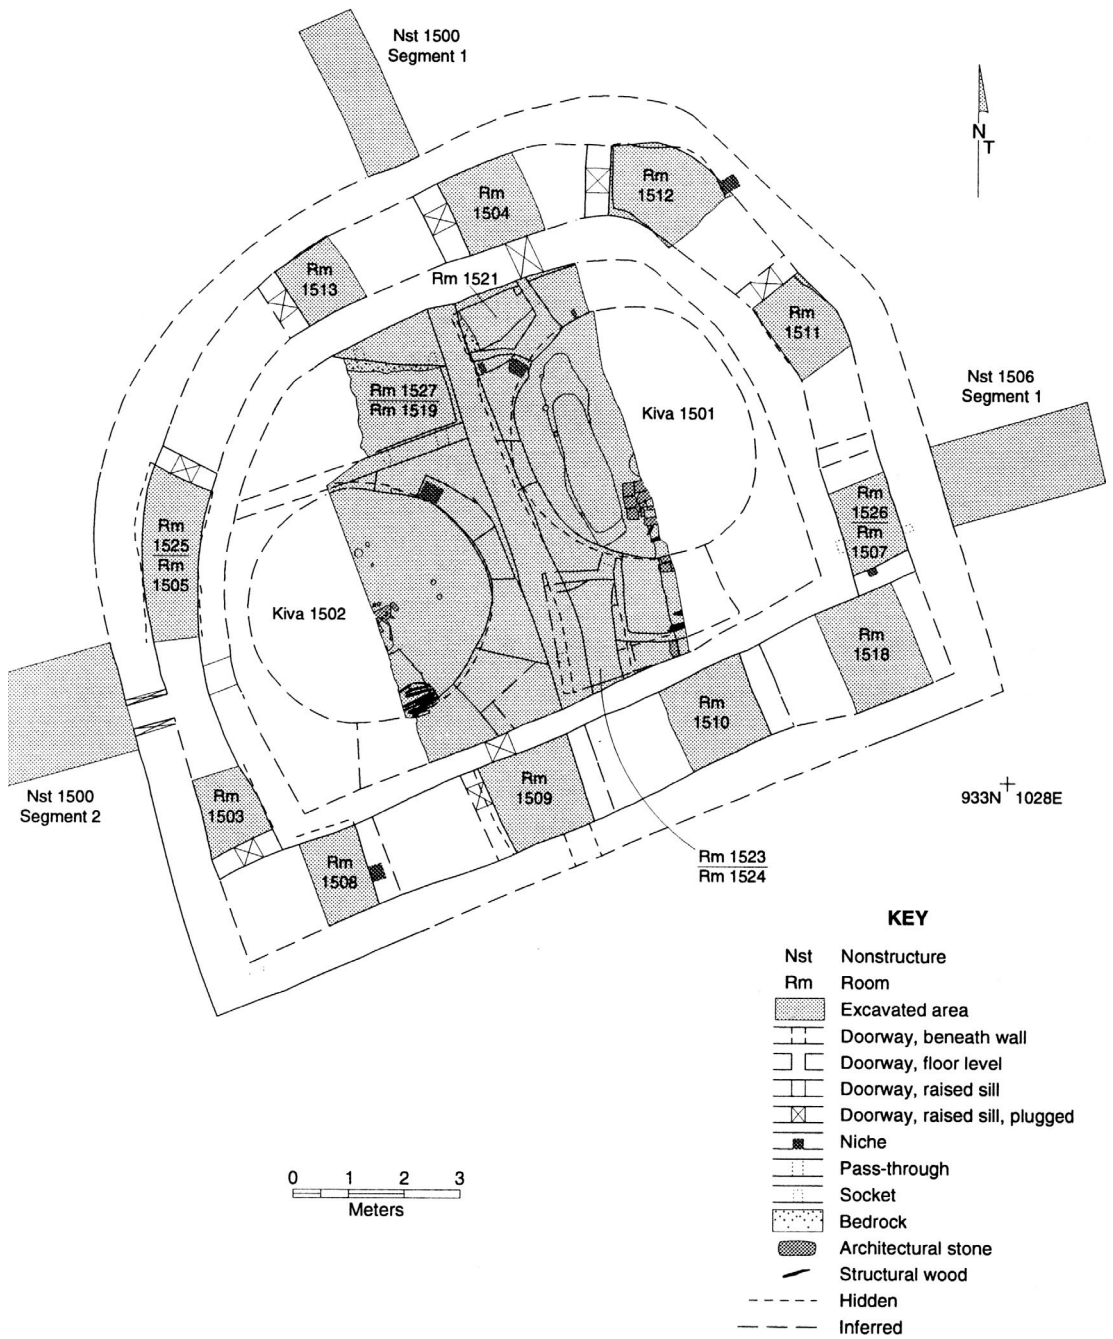 Nst 1500
Segment 1
N
T
Rm
1512
Rm
1504
Rm
1513
Rm 1521
Rm
1511
Nst 1506
Segment 1
Rm 1527
Rm 1519
Kiva 1501
Rm
1526
Rm
1507
Rm
1525
Rm
1505
Kiva 1502
Rm
1518
Rm
1510
Nst 1500
Segment 2
Rm
1503
Rm
1509
933N 1028E
Rm
1508
Rm 1523
Rm 1524
KEY
Nst Nonstructure
Rm Room
Excavated area
Doorway, beneath wall
Doorway, floor level
Doorway, raised sill
Doorway, raised sill, plugged
Niche
Pass-through
Socket
Bedrock
Architectural stone
Structural wood
Hidden
Inferred
0 1 2 3
Meters